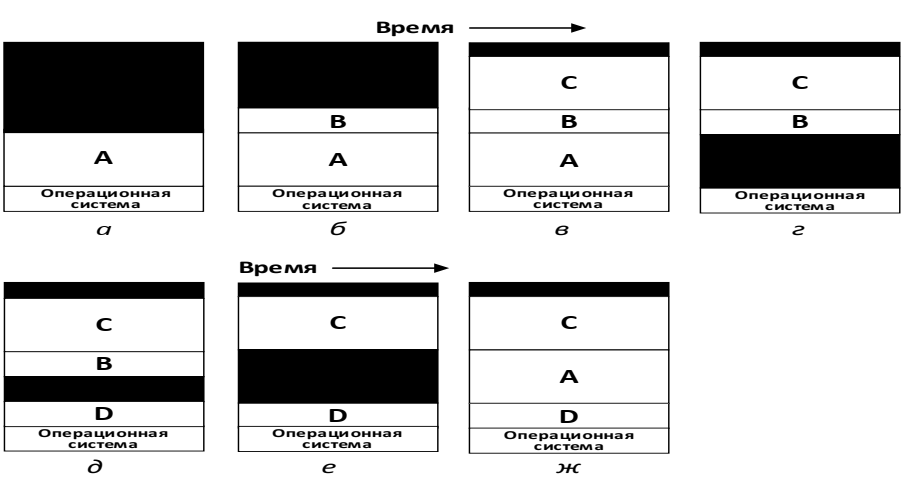 Время
A
Операционная
система
а
B
A
Операционная
система
б
C
B
A
Операционная
система
в
C
B
Операционная
система
г
Время
C
B
D
Операционная
система
д
C
D
Операционная
система
е
C
A
D
Операционная
система
ж